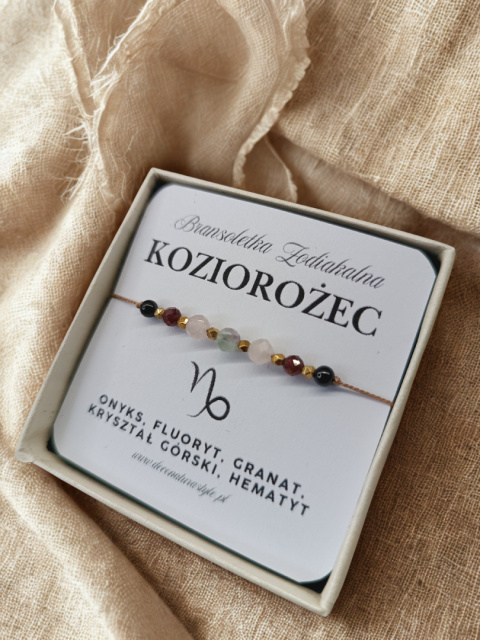 Bransoletka Zodiakalna
KOZIOROŻEC
ONYKS, FLUORYT, GRANAT,
KRYSZTAŁ GÓRSKI, HEMATYT